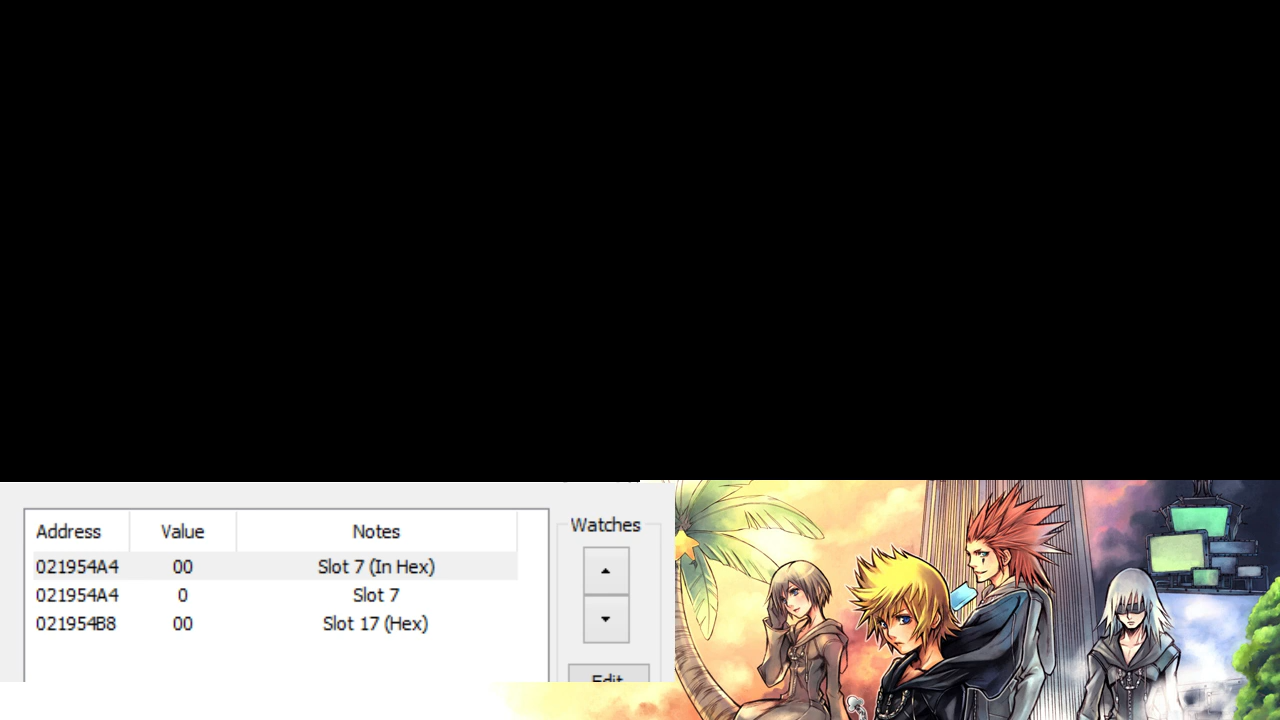 Address Value Notes
021954A4 00 Slot 7 (In Hex)
021954A4 0 Slot 7
021954B8 00 Slot 17 (Hex)
Watches
Edit